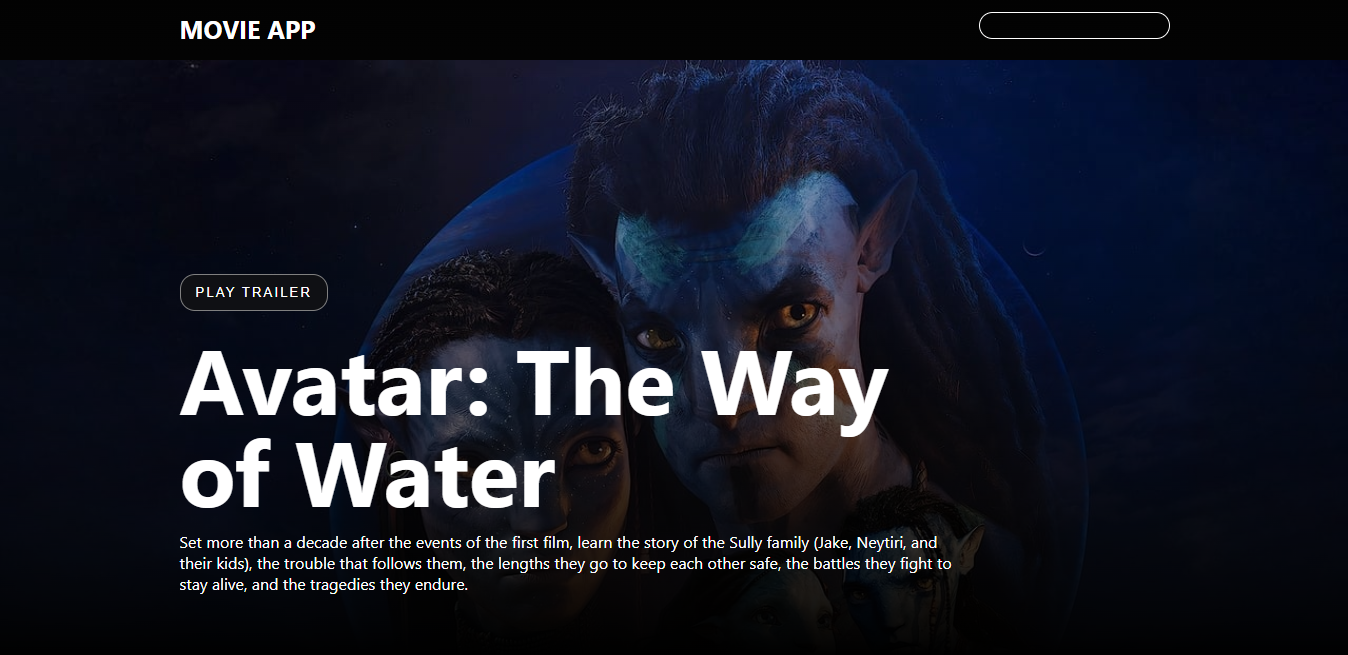 MOVIE APP
PLAY TRAILER
Avatar: The Way
of Water
Set more than a decade after the events of the first film, learn the story of the Sully family (Jake, Neytiri, and
their kids), the trouble that follows them, the lengths they go to keep each other safe, the battles they fight to
stay alive, and the tragedies they endure.